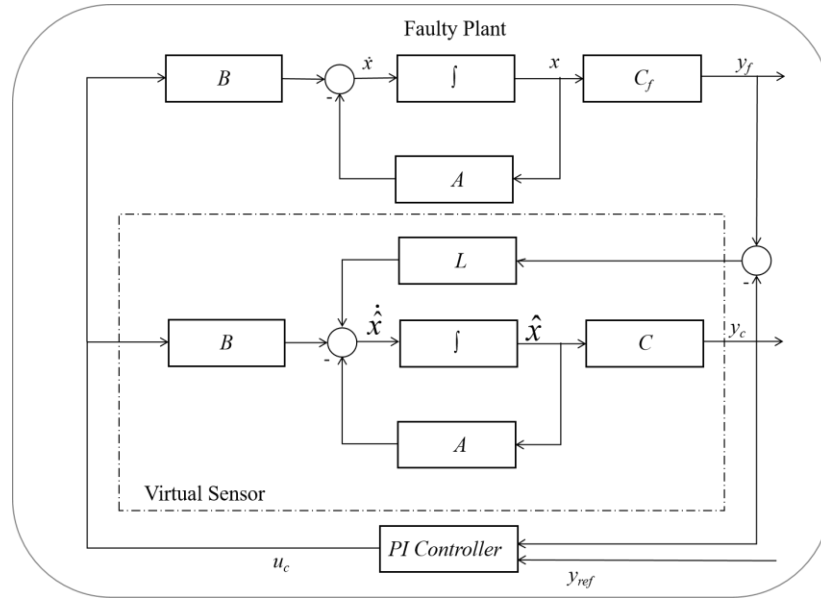 Faulty Plant
B
-
ẋ
∫
x
C_f
y_f
A
L
-
B
-
x̂̇
∫
x̂
C
y_c
A
Virtual Sensor
PI Controller
u_c
y_ref